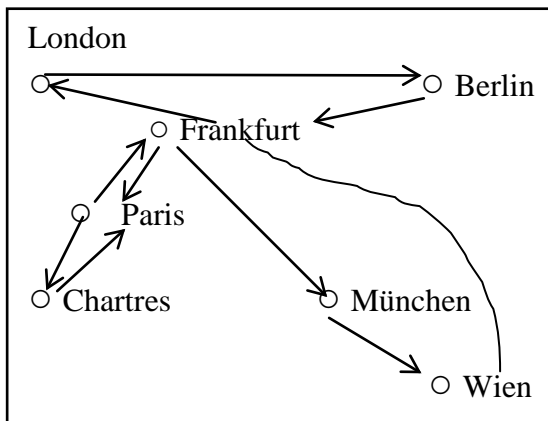 London
Berlin
Frankfurt
Paris
Chartres
München
Wien